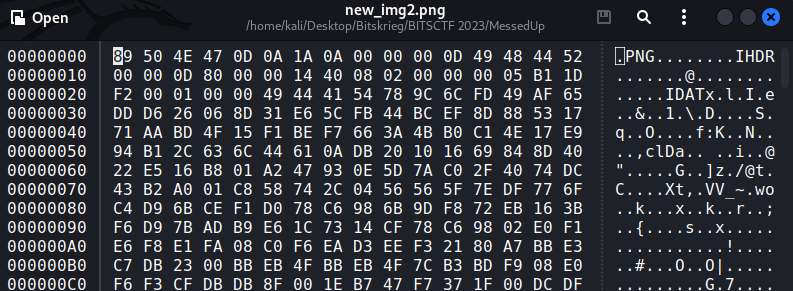 Open
new_img2.png
/home/kali/Desktop/Bitskrieg/BITSCTF 2023/MessedUp
00000000 89 50 4E 47 0D 0A 1A 0A 00 00 00 0D 49 48 44 52 .PNG........IHDR
00000010 00 00 0D 80 00 00 14 40 08 02 00 00 00 05 B1 1D .......@........
00000020 F2 00 01 00 00 49 44 41 54 78 9C 6C FD 49 AF 65 .....IDATx.l.I.e
00000030 DD D6 26 06 8D 31 E6 5C FB 44 BC EF 8D 88 53 17 ..&..1.\.D....S.
00000040 71 AA BD 4F 15 F1 BE F7 66 3A 4B B0 C1 4E 17 E9 q..O....f:K..N..
00000050 94 B1 2C 63 6C 44 61 0A DB 20 10 16 69 84 8D 40 ..,clDa.. ..i..@
00000060 22 E5 16 B8 01 A2 47 93 0E 5D 7A C0 2F 40 74 DC ".....G..]z./@t.
00000070 43 B2 A0 01 C8 58 74 2C 04 56 56 5F 7E DF 77 6F C....Xt,.VV_~.wo
00000080 C4 D9 6B CE F1 D0 78 C6 98 6B 9D F8 72 EB 16 3B ..k...x..k..r..;
00000090 F6 D9 7B AD B9 E6 1C 73 14 CF 78 C6 98 02 E0 F1 ..{....s..x.....
000000A0 E6 F8 E1 FA 08 C0 F6 EA D3 EE F3 21 80 A7 BB E3 ...........!....
000000B0 C7 DB 23 00 BB EB 4F BB EB 4F 7C B3 BD F9 08 E0 ..#...O..O|.....
000000C0 F6 F3 CF DB DB 8F 00 1E B7 47 F7 37 1F 00 DC DF .........G.7....